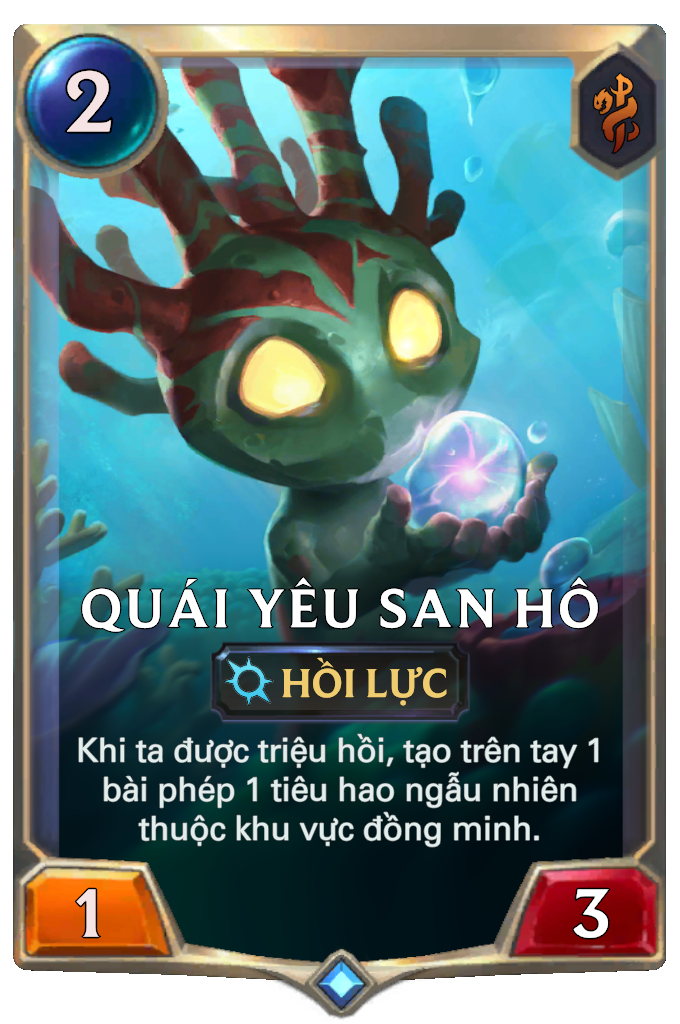 2
QUÁI YÊU SAN HÔ
HỒI LỰC
Khi ta được triệu hồi, tạo trên tay 1
bài phép 1 tiêu hao ngẫu nhiên
thuộc khu vực đồng minh.
1
3